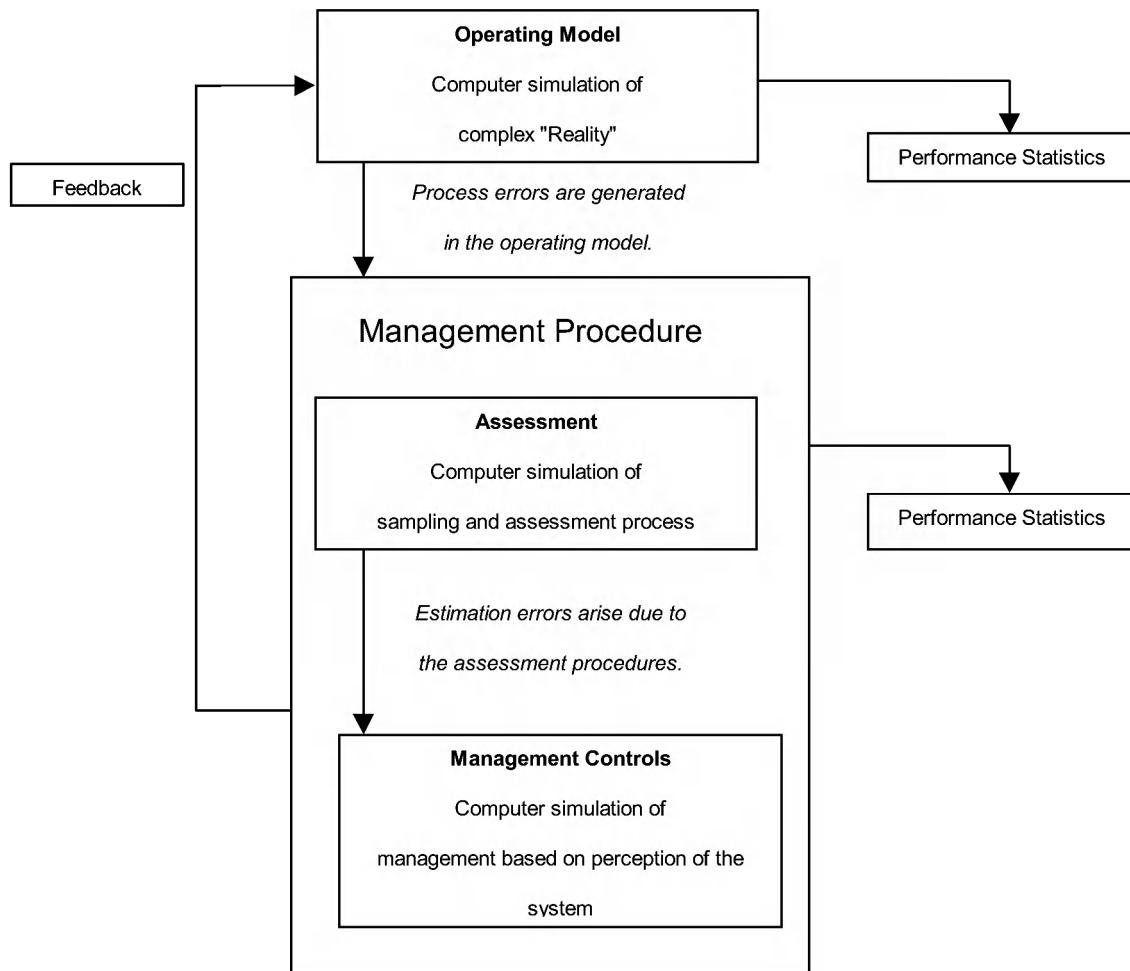 Operating Model
Computer simulation of
complex "Reality"
Performance Statistics
Feedback
Process errors are generated
in the operating model.
Management Procedure
Assessment
Computer simulation of
sampling and assessment process
Performance Statistics
Estimation errors arise due to
the assessment procedures.
Management Controls
Computer simulation of
management based on perception of the
system